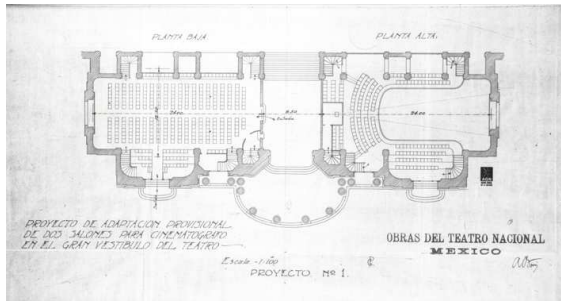 PLANTA BAJA
PLANTA ALTA.
PROYECTO DE ADAPTACION PROVISIONAL
DE DOS SALONES PARA CINEMATOGRAFO
EN EL GRAN VESTIBULO DEL TEATRO
Escala - 1:100
PROYECTO Nº 1.
OBRAS DEL TEATRO NACIONAL
MEXICO